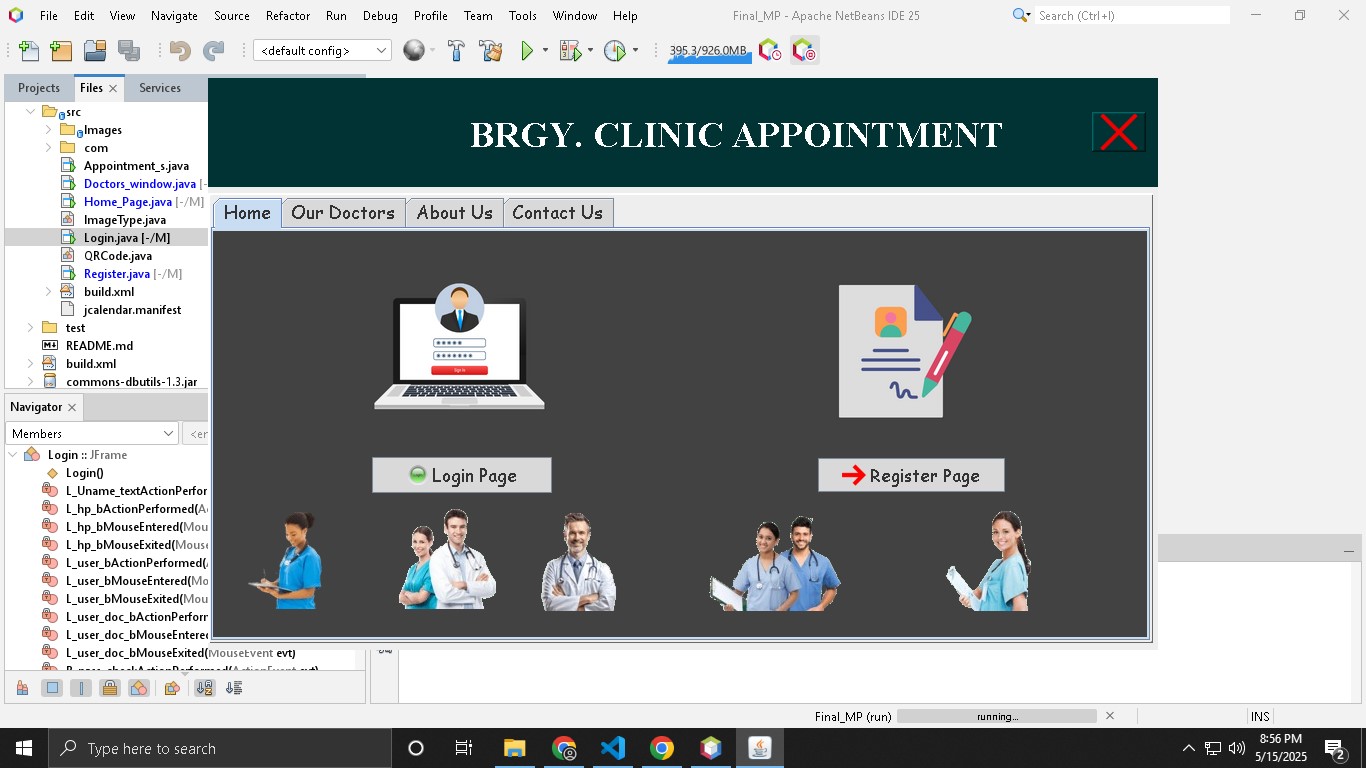 File Edit View Navigate Source Refactor Run Debug Profile Team Tools Window Help
Final_MP - Apache NetBeans IDE 25
Search (Ctrl+I)
<default config>
395.3/926.0MB
Projects Files Services
src
Images
com
Appointment_s.java
Doctors_window.java [-
Home_Page.java [-/M]
ImageType.java
Login.java [-/M]
QRCode.java
Register.java [-/M]
build.xml
jcalendar.manifest
test
README.md
build.xml
commons-dbutils-1.3.jar
Navigator
Members
<er
Login :: JFrame
Login()
L_Uname_textActionPerfor
L_hp_bActionPerformed(A
L_hp_bMouseEntered(Mou
L_hp_bMouseExited(Mouse
L_user_bActionPerformed(
L_user_bMouseEntered(Mo
L_user_bMouseExited(Mo
L_user_doc_bActionPerforn
L_user_doc_bMouseEntere
L_user_doc_bMouseExited(MouseEvent evt)
BRGY. CLINIC APPOINTMENT
Home Our Doctors About Us Contact Us
Sign In
Login Page
Register Page
Final_MP (run)
running...
INS
Type here to search
8:56 PM
5/15/2025
2